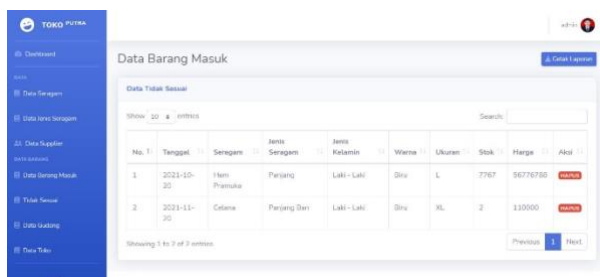 TOKO PUTRA
admin
Dashboard
Data Barang Masuk
Cetak Laporan
DATA
Data Tidak Sesuai
Data Seragam
Show 10 entries
Search:
Data Jenis Seragam
Data Supplier
DATA BARANG
No. Tanggal Seragam Jenis Seragam Jenis Kelamin Warna Ukuran Stok Harga Aksi
Data Barang Masuk
1 2021-10-20 Hem Pramuka Panjang Laki - Laki Biru L 7767 HAPUS
Tidak Sesuai
2 2021-11-20 Celana Panjang Laki - Laki Biru XL 2 110000 HAPUS
Data Gudang
Showing 1 to 2 of 2 entries
Previous 1 Next
Data Toko